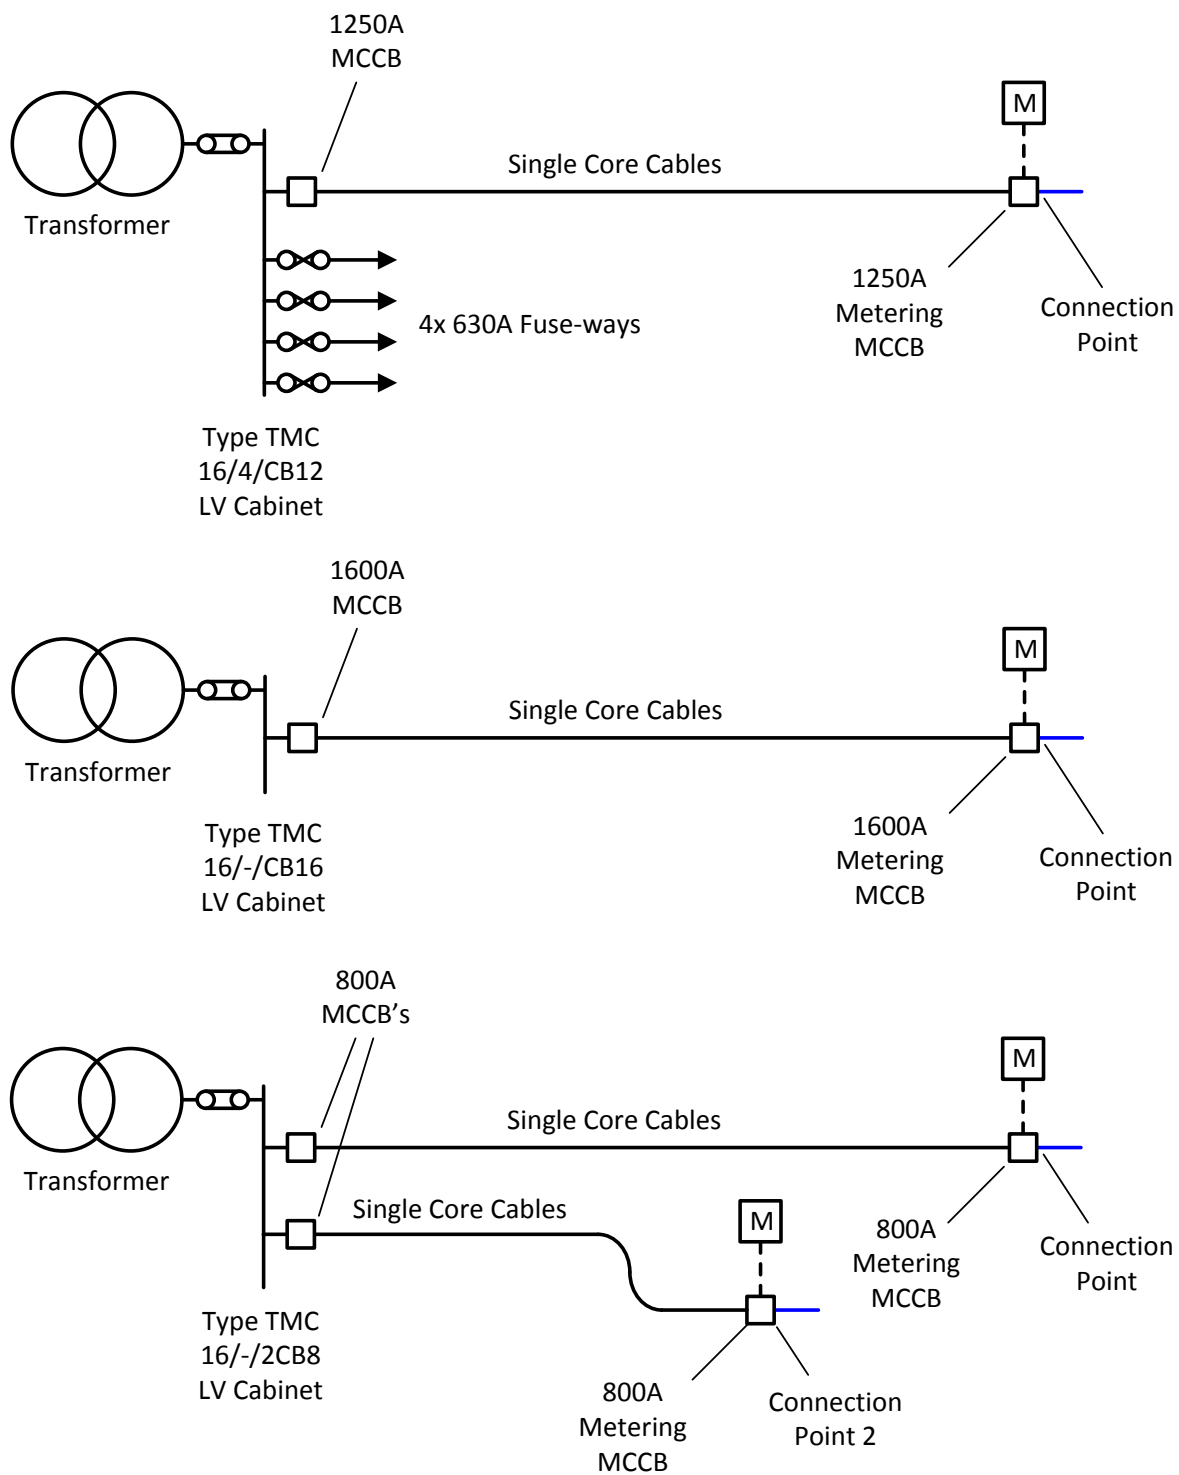 1250A
MCCB
M
Single Core Cables
Transformer
1250A
Metering
MCCB
Connection
Point
4x 630A Fuse-ways
Type TMC
16/4/CB12
LV Cabinet
1600A
MCCB
M
Single Core Cables
Transformer
Type TMC
16/-/CB16
LV Cabinet
1600A
Metering
MCCB
Connection
Point
800A
MCCB’s
M
Single Core Cables
Transformer
Single Core Cables
M
800A
Metering
MCCB
Connection
Point
Type TMC
16/-/2CB8
LV Cabinet
800A
Metering
MCCB
Connection
Point 2